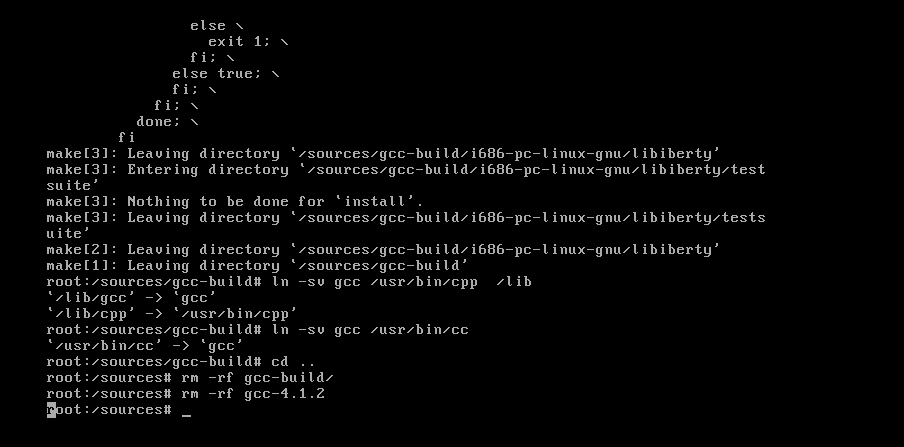 else \
exit 1; \
fi; \
else true; \
fi; \
fi; \
done; \
fi
make[3]: Leaving directory `/sources/gcc-build/i686-pc-linux-gnu/libiberty'
make[3]: Entering directory `/sources/gcc-build/i686-pc-linux-gnu/libiberty/test
suite'
make[3]: Nothing to be done for `install'.
make[3]: Leaving directory `/sources/gcc-build/i686-pc-linux-gnu/libiberty/tests
uite'
make[2]: Leaving directory `/sources/gcc-build/i686-pc-linux-gnu/libiberty'
make[1]: Leaving directory `/sources/gcc-build'
root:/sources/gcc-build# ln -sv gcc /usr/bin/cpp  /lib
`/lib/gcc' -> `gcc'
`/lib/cpp' -> `/usr/bin/cpp'
root:/sources/gcc-build# ln -sv gcc /usr/bin/cc
`/usr/bin/cc' -> `gcc'
root:/sources/gcc-build# cd ..
root:/sources# rm -rf gcc-build/
root:/sources# rm -rf gcc-4.1.2
root:/sources# _